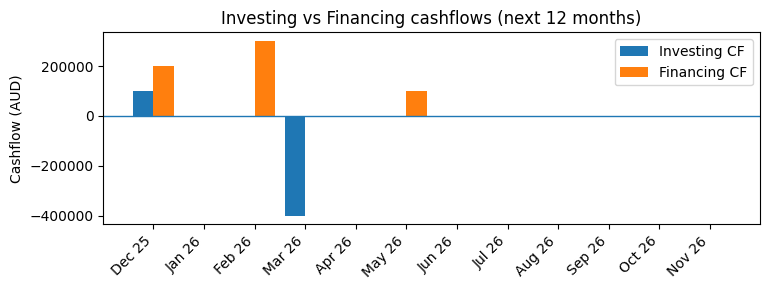 Investing vs Financing cashflows (next 12 months)
Investing CF
Financing CF
Cashflow (AUD)
200000
0
−200000
−400000
Dec 25
Jan 26
Feb 26
Mar 26
Apr 26
May 26
Jun 26
Jul 26
Aug 26
Sep 26
Oct 26
Nov 26